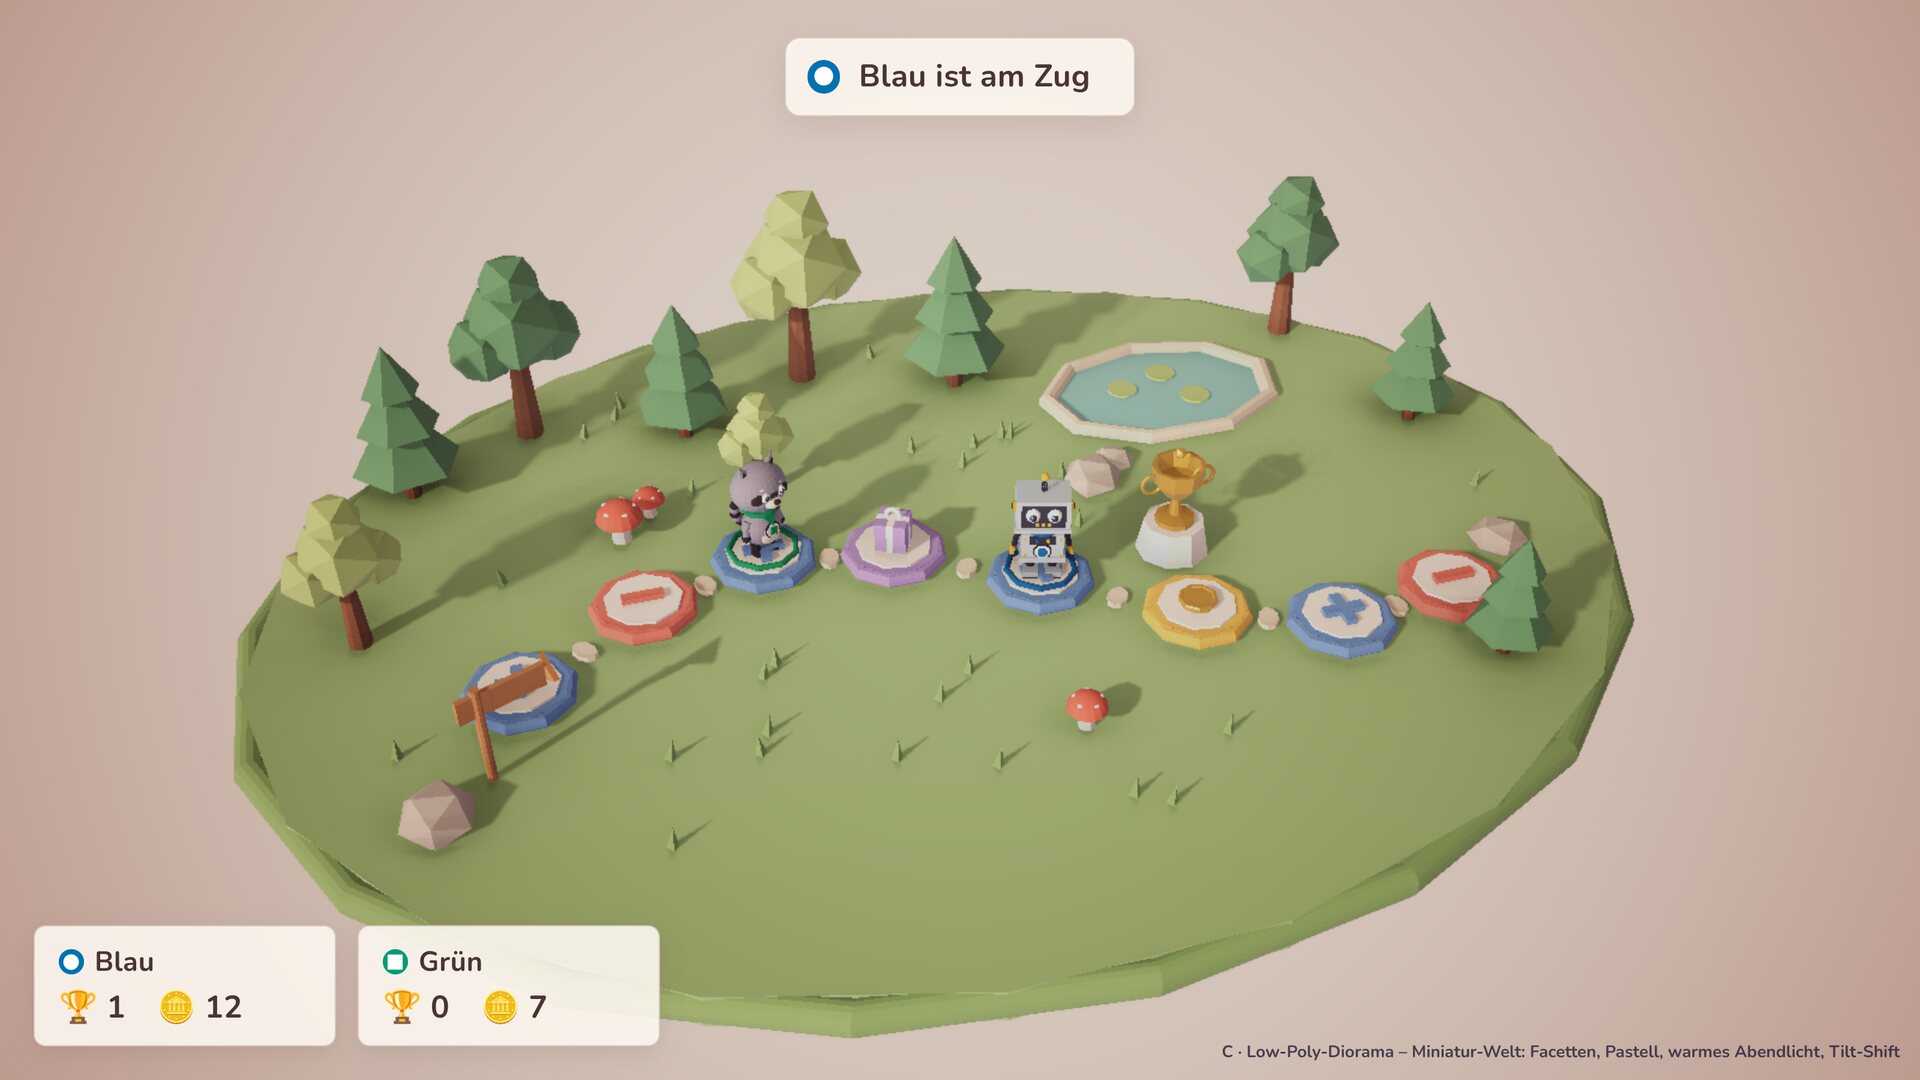 Blau ist am Zug
Blau
1 12
Grün
0 7
C · Low-Poly-Diorama – Miniatur-Welt: Facetten, Pastell, warmes Abendlicht, Tilt-Shift